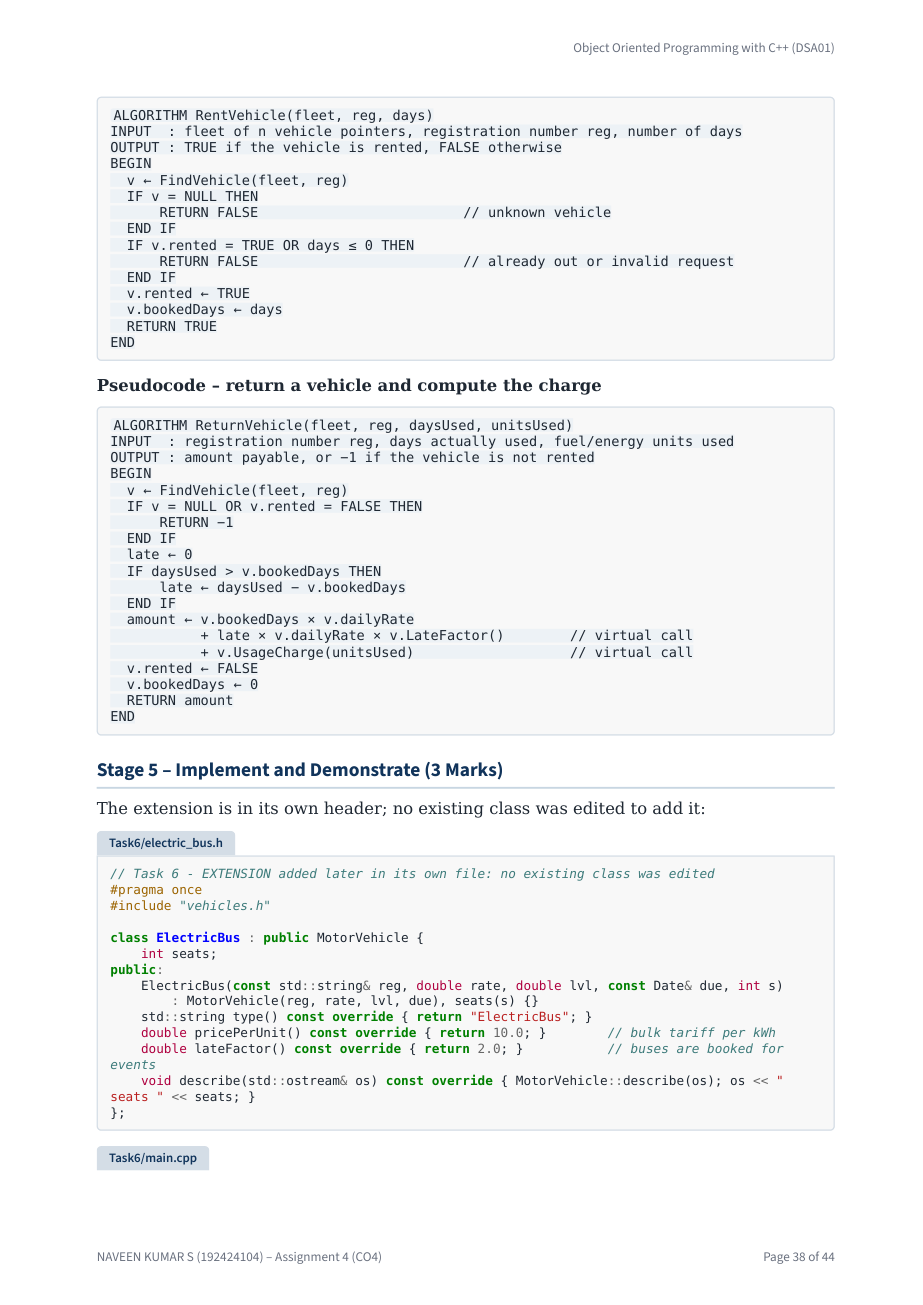 Object Oriented Programming with C++ (DSA01)
ALGORITHM RentVehicle(fleet, reg, days)
INPUT  : fleet of n vehicle pointers, registration number reg, number of days
OUTPUT : TRUE if the vehicle is rented, FALSE otherwise
BEGIN
  v ← FindVehicle(fleet, reg)
  IF v = NULL THEN
      RETURN FALSE                         // unknown vehicle
  END IF
  IF v.rented = TRUE OR days ≤ 0 THEN
      RETURN FALSE                         // already out or invalid request
  END IF
  v.rented ← TRUE
  v.bookedDays ← days
  RETURN TRUE
END
Pseudocode – return a vehicle and compute the charge
ALGORITHM ReturnVehicle(fleet, reg, daysUsed, unitsUsed)
INPUT  : registration number reg, days actually used, fuel/energy units used
OUTPUT : amount payable, or −1 if the vehicle is not rented
BEGIN
  v ← FindVehicle(fleet, reg)
  IF v = NULL OR v.rented = FALSE THEN
      RETURN −1
  END IF
  late ← 0
  IF daysUsed > v.bookedDays THEN
      late ← daysUsed − v.bookedDays
  END IF
  amount ← v.bookedDays × v.dailyRate
           + late × v.dailyRate × v.LateFactor()        // virtual call
           + v.UsageCharge(unitsUsed)                   // virtual call
  v.rented ← FALSE
  v.bookedDays ← 0
  RETURN amount
END
Stage 5 – Implement and Demonstrate (3 Marks)
The extension is in its own header; no existing class was edited to add it:
Task6/electric_bus.h
// Task 6 - EXTENSION added later in its own file: no existing class was edited
#pragma once
#include "vehicles.h"
class ElectricBus : public MotorVehicle {
    int seats;
public:
    ElectricBus(const std::string& reg, double rate, double lvl, const Date& due, int s)
        : MotorVehicle(reg, rate, lvl, due), seats(s) {}
    std::string type() const override { return "ElectricBus"; }
    double pricePerUnit() const override { return 10.0; }        // bulk tariff per kWh
    double lateFactor() const override { return 2.0; }           // buses are booked for
events
    void describe(std::ostream& os) const override { MotorVehicle::describe(os); os << "
seats " << seats; }
};
Task6/main.cpp
NAVEEN KUMAR S (192424104) – Assignment 4 (CO4)
Page 38 of 44